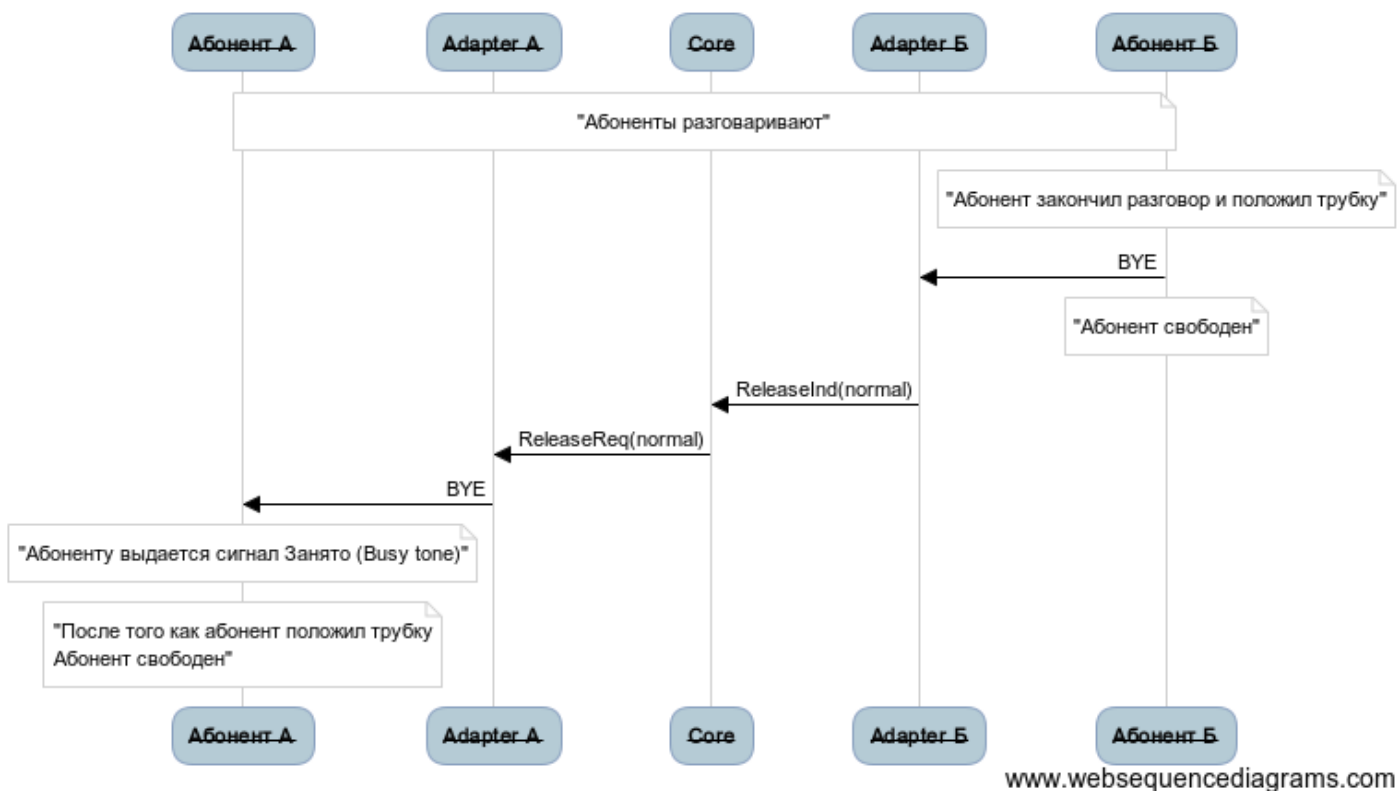 Абонент А Adapter А Core Adapter Б Абонент Б
"Абоненты разговаривают"
"Абонент закончил разговор и положил трубку"
BYE
"Абонент свободен"
ReleaseInd(normal)
ReleaseReq(normal)
BYE
"Абоненту выдается сигнал Занято (Busy tone)"
"После того как абонент положил трубку
Абонент свободен"
Абонент А Adapter А Core Adapter Б Абонент Б
www.websequencediagrams.com